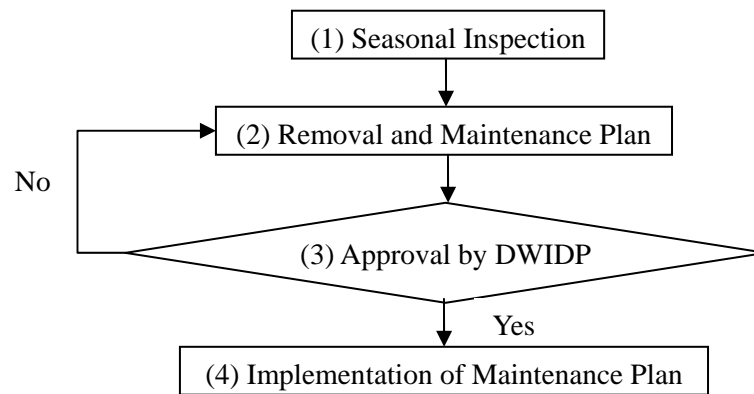 (1) Seasonal Inspection
(2) Removal and Maintenance Plan
No
(3) Approval by DWIDP
Yes
(4) Implementation of Maintenance Plan